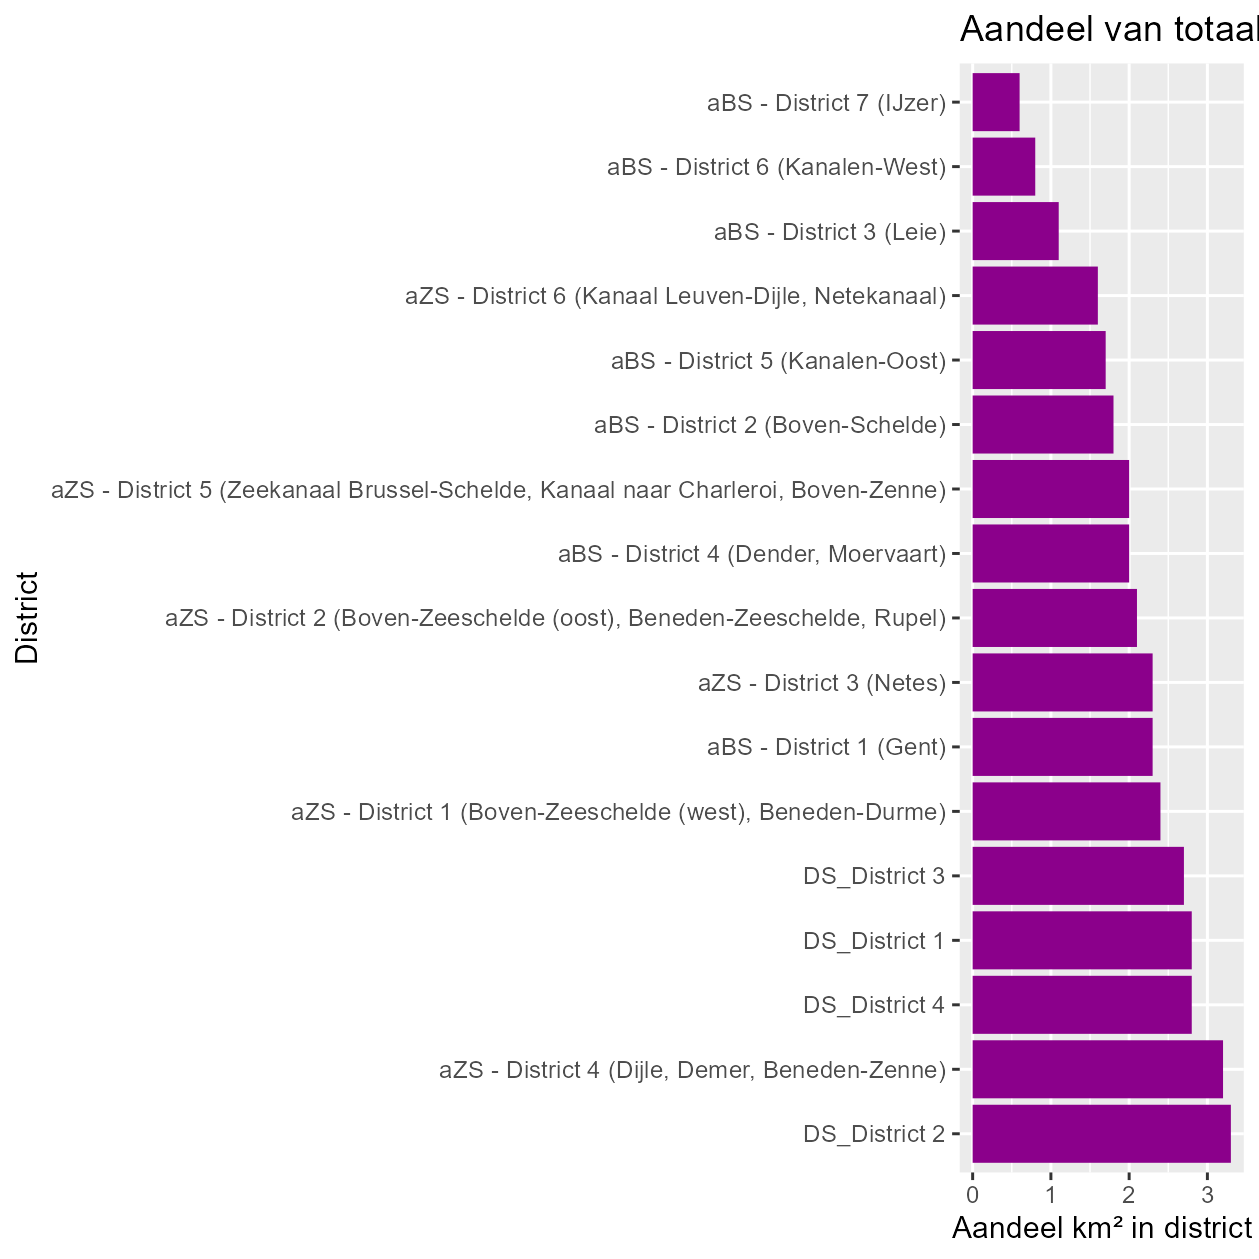 Aandeel van totaal
aBS - District 7 (IJzer)
aBS - District 6 (Kanalen-West)
aBS - District 3 (Leie)
aZS - District 6 (Kanaal Leuven-Dijle, Netekanaal)
aBS - District 5 (Kanalen-Oost)
aBS - District 2 (Boven-Schelde)
aZS - District 5 (Zeekanaal Brussel-Schelde, Kanaal naar Charleroi, Boven-Zenne)
aBS - District 4 (Dender, Moervaart)
aZS - District 2 (Boven-Zeeschelde (oost), Beneden-Zeeschelde, Rupel)
aZS - District 3 (Netes)
aBS - District 1 (Gent)
aZS - District 1 (Boven-Zeeschelde (west), Beneden-Durme)
DS_District 3
DS_District 1
DS_District 4
aZS - District 4 (Dijle, Demer, Beneden-Zenne)
DS_District 2
District
0 1 2 3
Aandeel km² in district